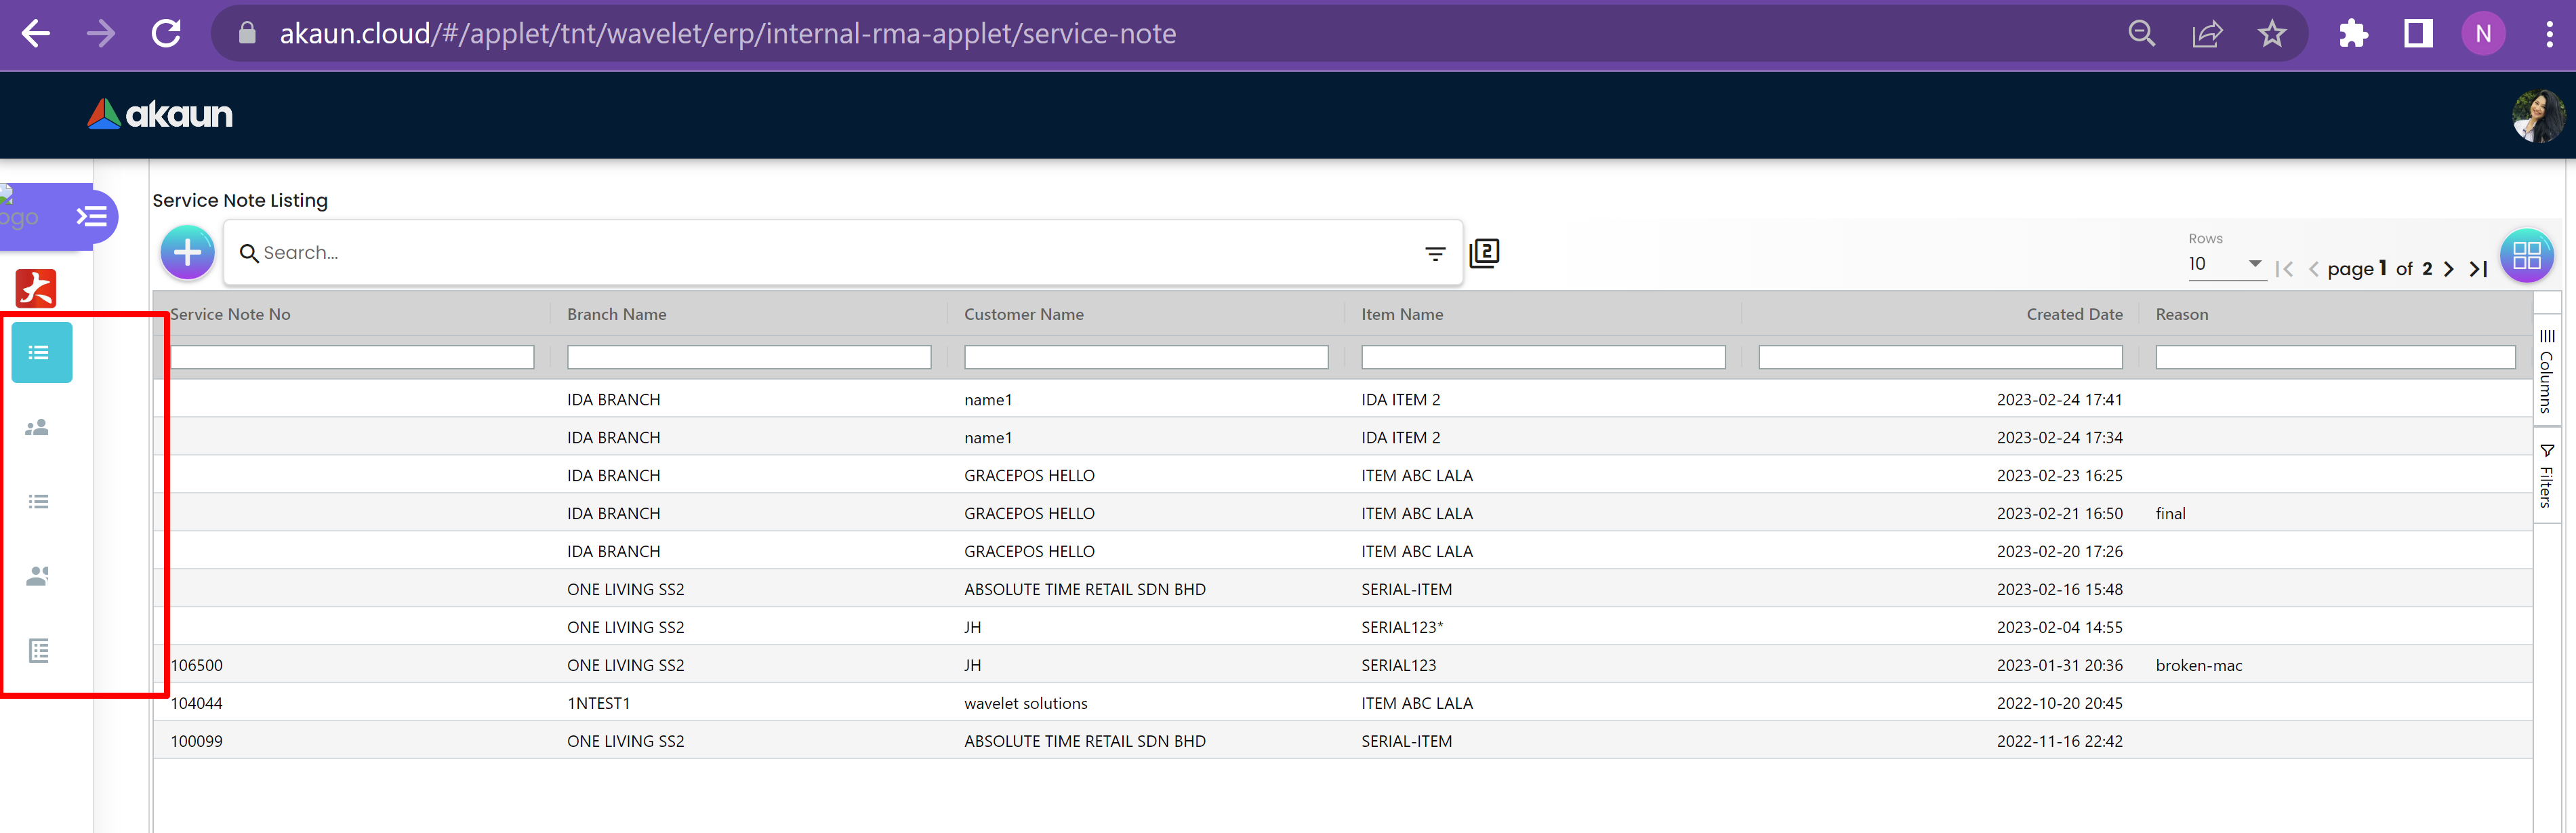 akaun.cloud/#/applet/tnt/wavelet/erp/internal-rma-applet/service-note
N
akaun
ogo
Service Note Listing
Search...
2
Rows
10
page 1 of 2
Service Note No Branch Name Customer Name Item Name Created Date Reason
IDA BRANCH name1 IDA ITEM 2 2023-02-24 17:41
IDA BRANCH name1 IDA ITEM 2 2023-02-24 17:34
IDA BRANCH GRACEPOS HELLO ITEM ABC LALA 2023-02-23 16:25
IDA BRANCH GRACEPOS HELLO ITEM ABC LALA 2023-02-21 16:50 final
IDA BRANCH GRACEPOS HELLO ITEM ABC LALA 2023-02-20 17:26
ONE LIVING SS2 ABSOLUTE TIME RETAIL SDN BHD SERIAL-ITEM 2023-02-16 15:48
ONE LIVING SS2 JH SERIAL123* 2023-02-04 14:55
106500 ONE LIVING SS2 JH SERIAL123 2023-01-31 20:36 broken-mac
104044 1NTEST1 wavelet solutions ITEM ABC LALA 2022-10-20 20:45
100099 ONE LIVING SS2 ABSOLUTE TIME RETAIL SDN BHD SERIAL-ITEM 2022-11-16 22:42
Columns
Filters